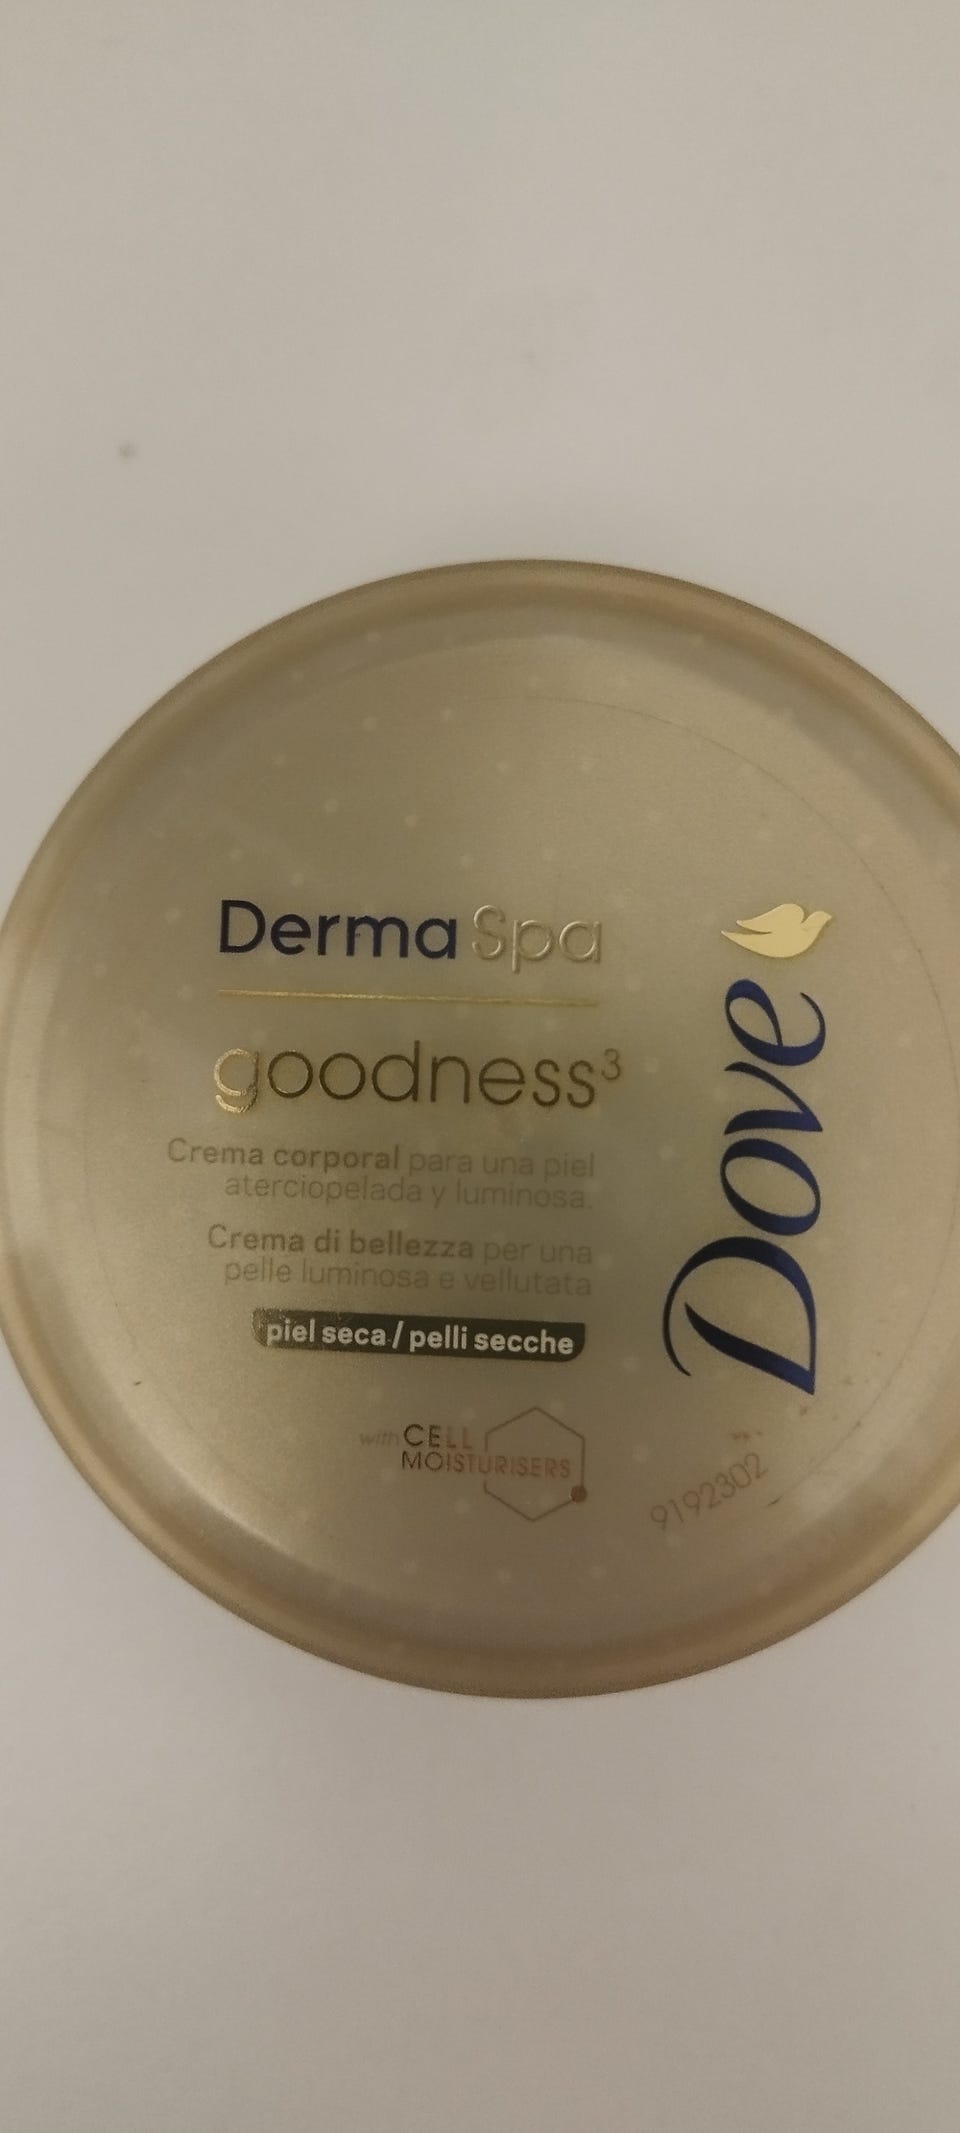 Derma Spa
goodness³
Crema corporal para una piel
aterciopelada y luminosa.
Crema di bellezza per una
pelle luminosa e vellutata
piel seca / pelli secche
with CELL
MOISTURISERS
Dove
9192302